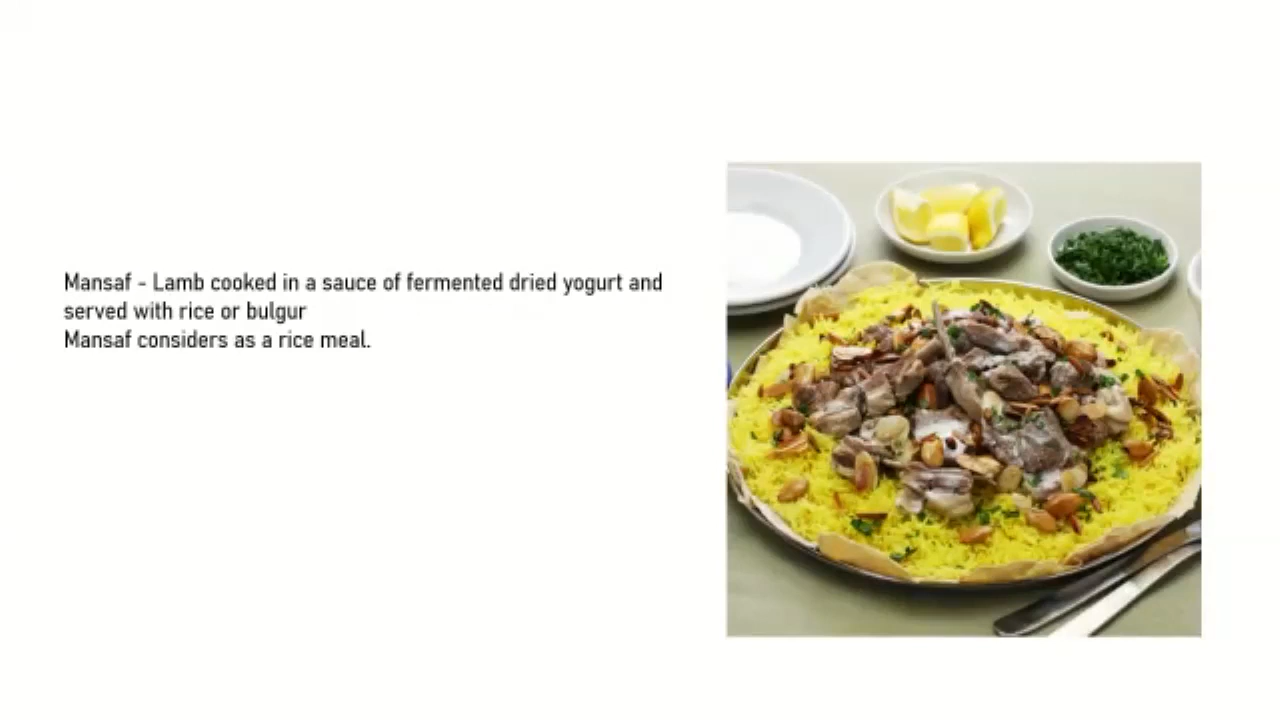 Mansaf - Lamb cooked in a sauce of fermented dried yogurt and
served with rice or bulgur
Mansaf considers as a rice meal.